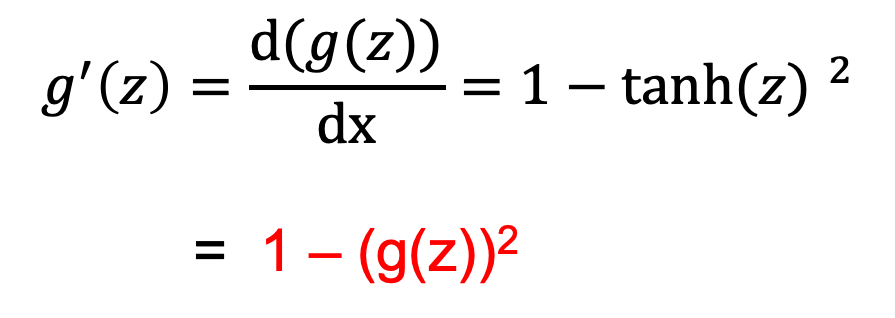 g′(z) = d(g(z))/dx = 1 − tanh(z) ²
= 1 – (g(z))²